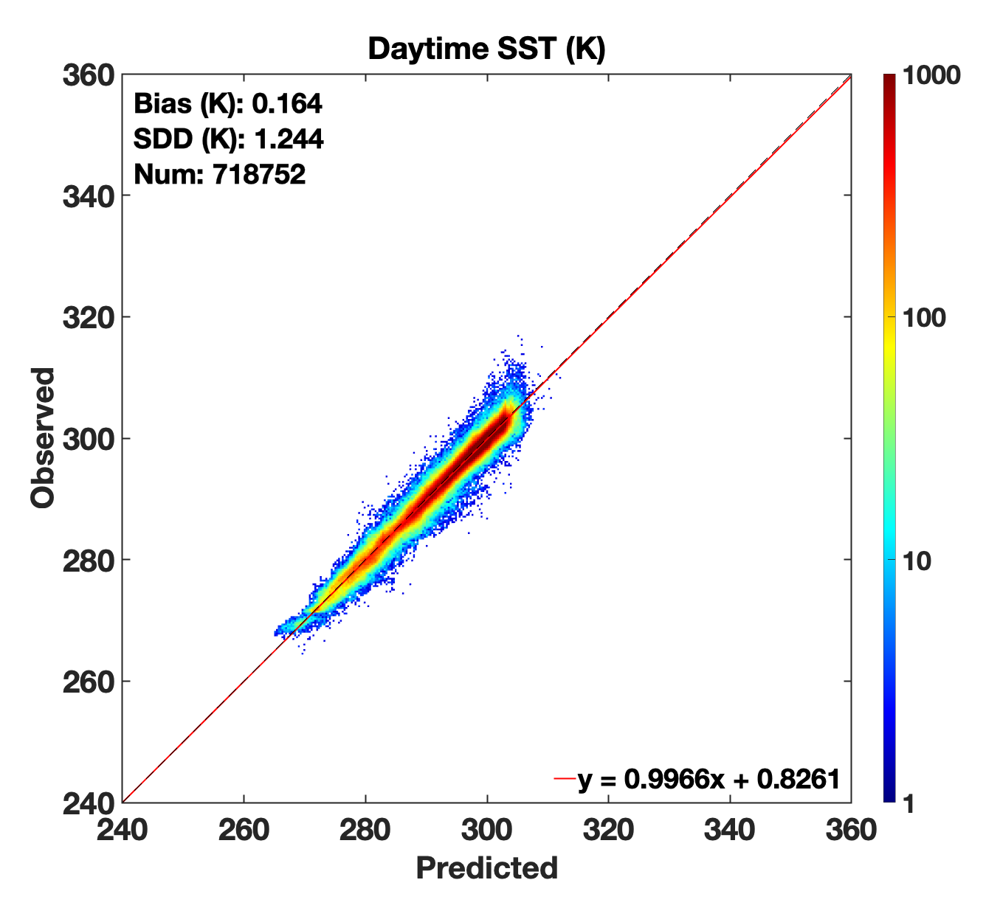 Daytime SST (K)
Bias (K): 0.164
SDD (K): 1.244
Num: 718752
360
340
320
300
280
260
240
Observed
240 260 280 300 320 340 360
Predicted
y = 0.9966x + 0.8261
1000
100
10
1